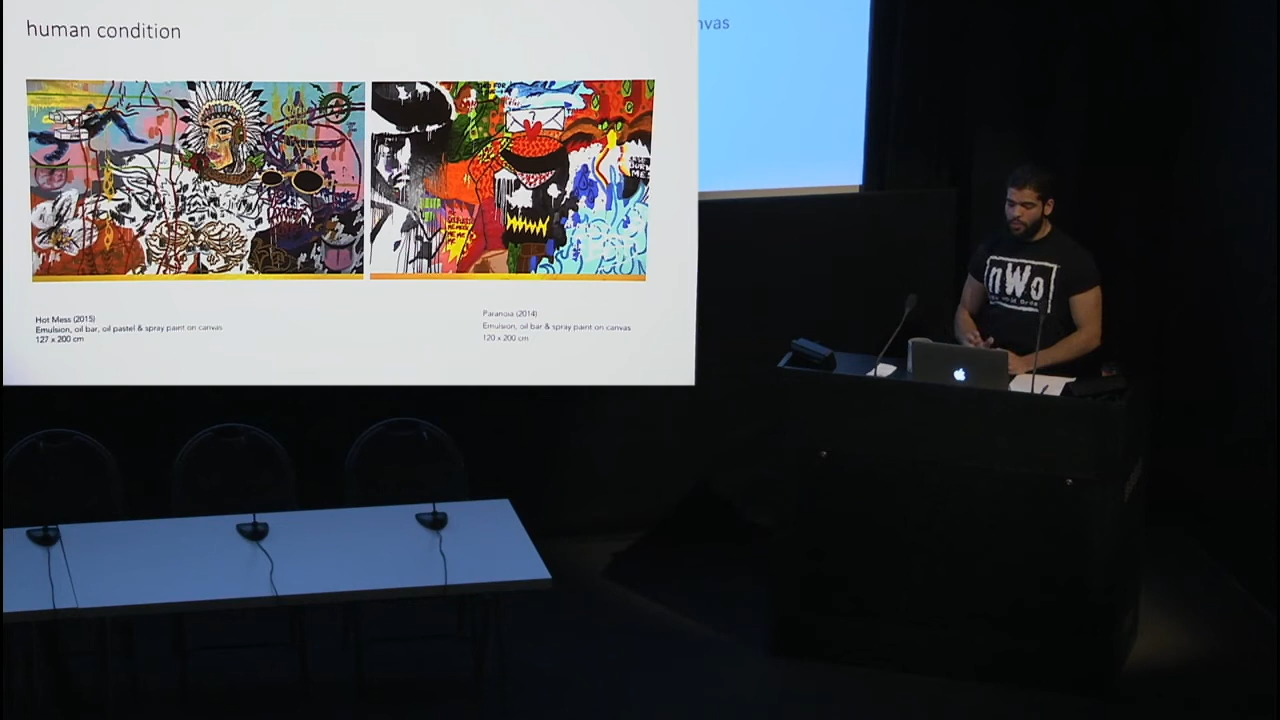 human condition
nvas
Hot Mess (2015)
Emulsion, oil bar, oil pastel & spray paint on canvas
127 x 200 cm
Paranoia (2014)
Emulsion, oil bar & spray paint on canvas
120 x 200 cm
nWo